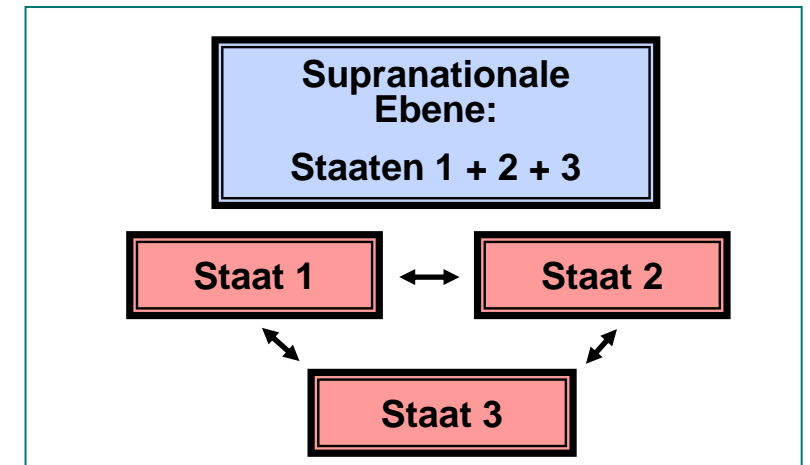 Supranationale
Ebene:
Staaten 1 + 2 + 3
Staat 1
Staat 2
Staat 3